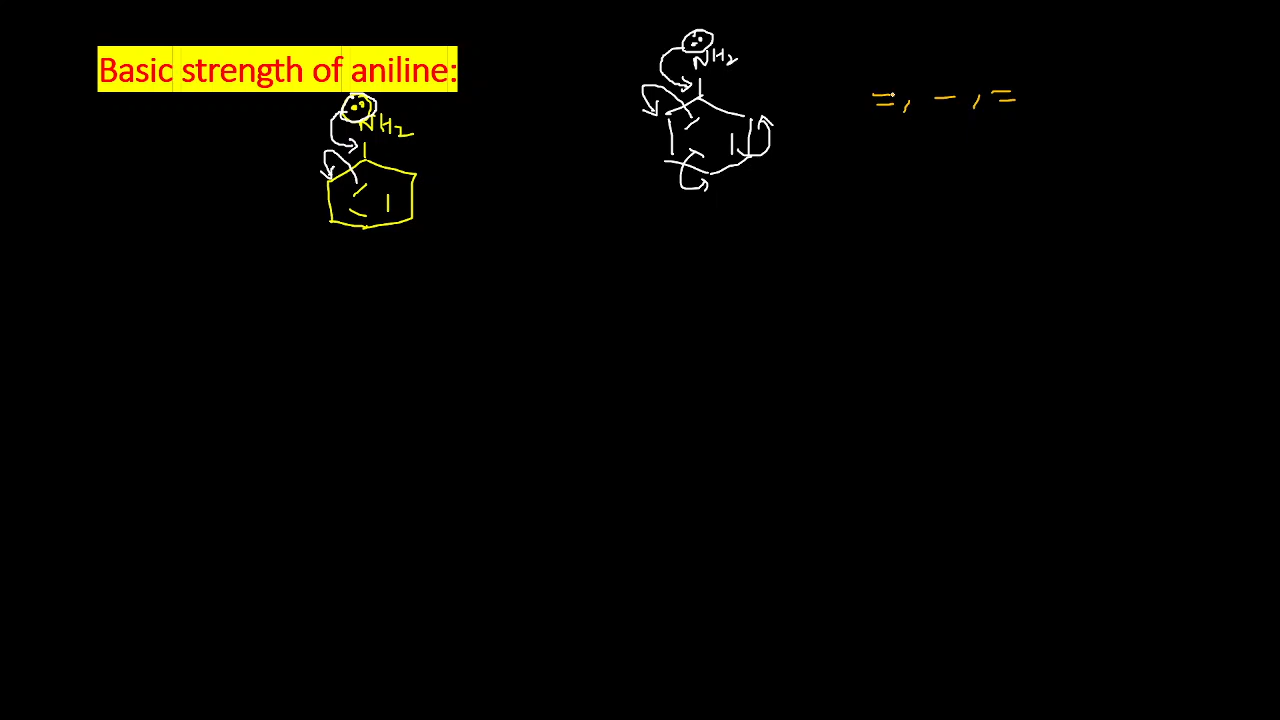 Basic strength of aniline:
NH2
NH2
=, –, =